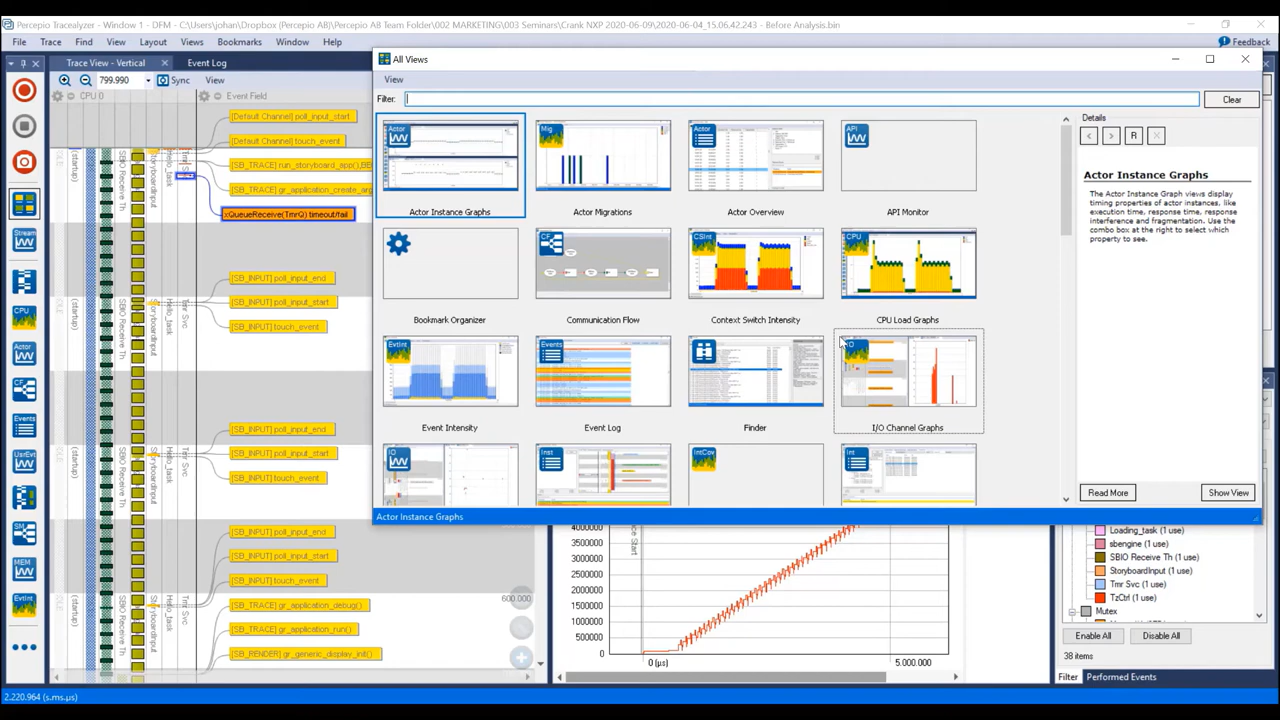 Percepio Tracealyzer - Window 1 - DFM - C:\Users\johan\Dropbox (Percepio AB)\Percepio AB Team Folder\002 MARKETING\003 Seminars\Crank NXP 2020-06-09\2020-06-04_15.06.42.243 - Before Analysis.bin
File Trace Find View Layout Views Bookmarks Window Help
Feedback
Trace View - Vertical
Event Log
799.990
Sync
View
CPU 0
Event Field
[Default Channel] poll_input_start
[Default Channel] touch_event
[SB_TRACE] run_storyboard_app(),BE
[SB_TRACE] gr_application_create_arg
xQueueReceive(TmrQ) timeout/fail
[SB_INPUT] poll_input_end
[SB_INPUT] poll_input_start
[SB_INPUT] touch_event
[SB_INPUT] poll_input_end
[SB_INPUT] poll_input_start
[SB_INPUT] touch_event
[SB_INPUT] poll_input_end
[SB_INPUT] poll_input_start
[SB_INPUT] touch_event
[SB_TRACE] gr_application_debug()
[SB_TRACE] gr_application_run()
[SB_RENDER] gr_generic_display_init()
(startup)
SBIO Receive Th
StoryboardInput
Hello_task
Tmr Svc
600.000
Stream
CPU
Actor
CF
Events
UsrEvt
SM
MEM
ExtInt
All Views
View
Filter:
Clear
Actor
Mig
Actor
API
Actor Instance Graphs
Actor Migrations
Actor Overview
API Monitor
CF
CSInt
CPU
Bookmark Organizer
Communication Flow
Context Switch Intensity
CPU Load Graphs
ExtInt
Events
Event Intensity
Event Log
Finder
I/O Channel Graphs
IO
Inst
IntCov
Int
Actor Instance Graphs
Details
R
Actor Instance Graphs
The Actor Instance Graph views display
timing properties of actor instances, like
execution time, response time, response
interference and fragmentation. Use the
combo box at the right to select which
property to see.
Read More
Show View
4000000
3500000
3000000
2500000
2000000
1500000
1000000
500000
0
0 (µs)
5.000.000
Trace Start
Loading_task (1 use)
sbengine (1 use)
SBIO Receive Th (1 use)
StoryboardInput (1 use)
Tmr Svc (1 use)
TzCtrl (1 use)
Mutex
Enable All
Disable All
38 items
Filter
Performed Events
2.220.964 (s.ms.µs)